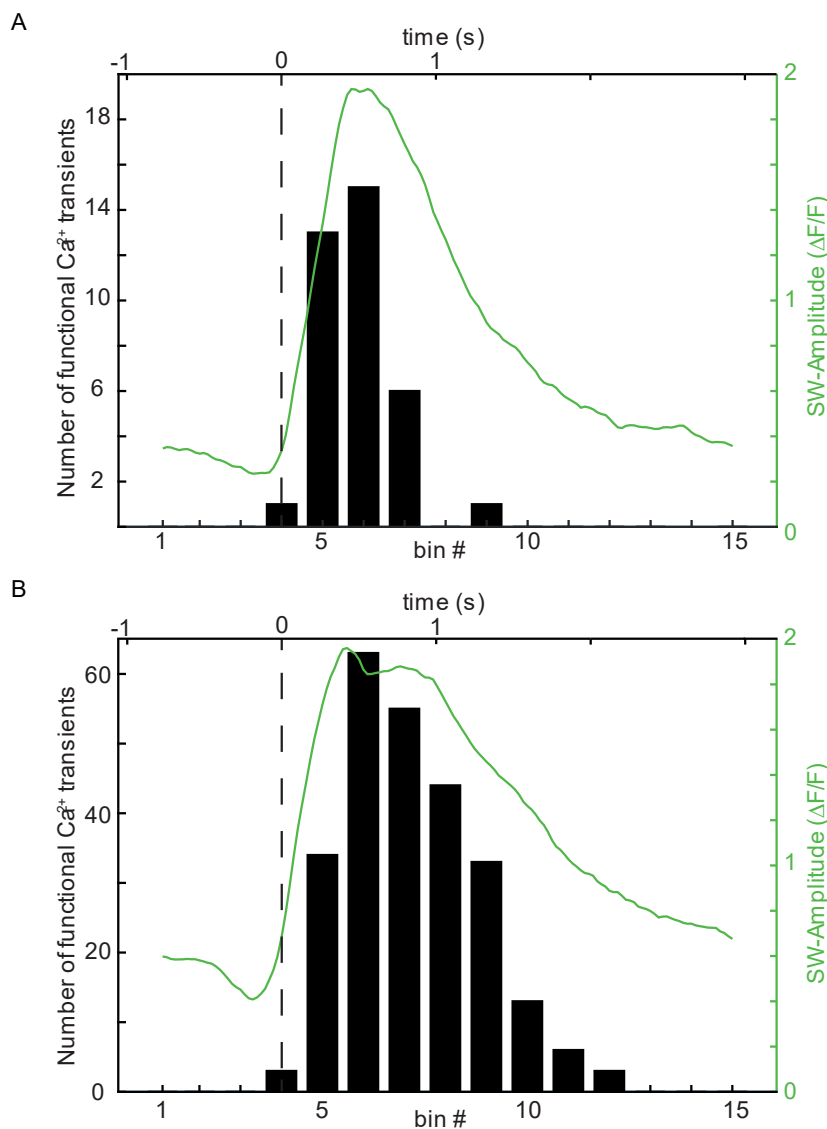 A
time (s)
-1 0 1
Number of functional Ca²⁺ transients
18
14
10
6
2
2
1
0
SW-Amplitude (ΔF/F)
1 5 10 15
bin #
B
time (s)
-1 0 1
Number of functional Ca²⁺ transients
60
40
20
0
2
1
0
SW-Amplitude (ΔF/F)
1 5 10 15
bin #